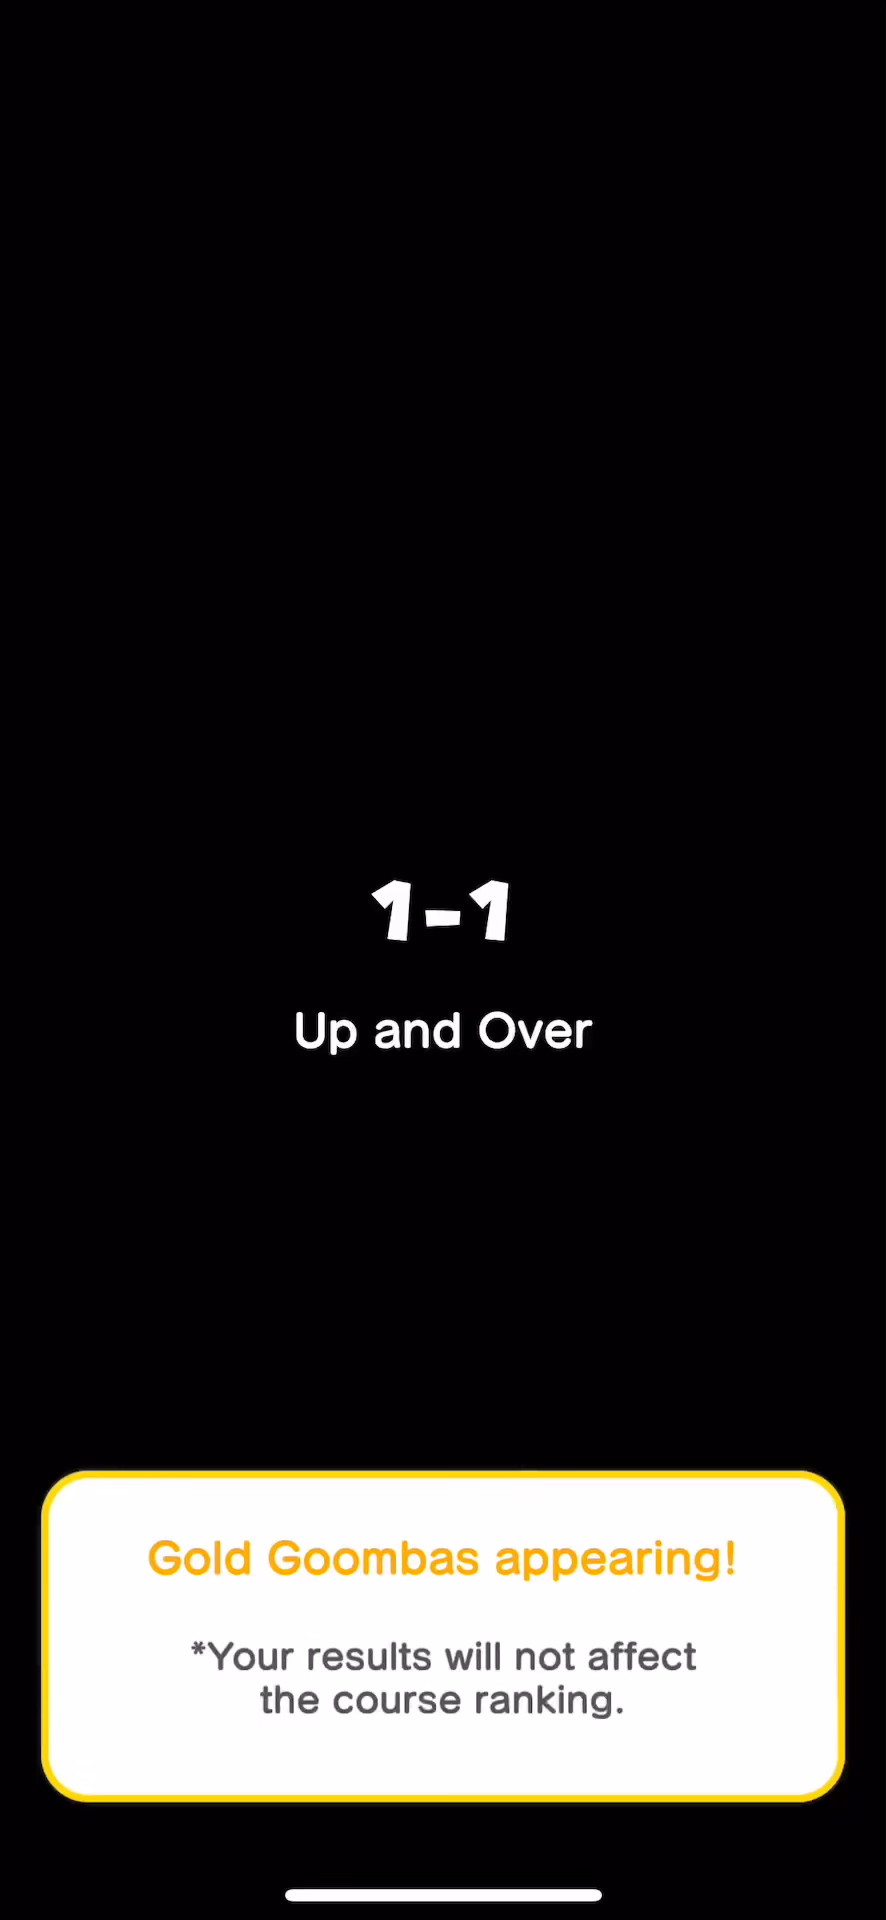 1-1
Up and Over
Gold Goombas appearing!
*Your results will not affect
the course ranking.